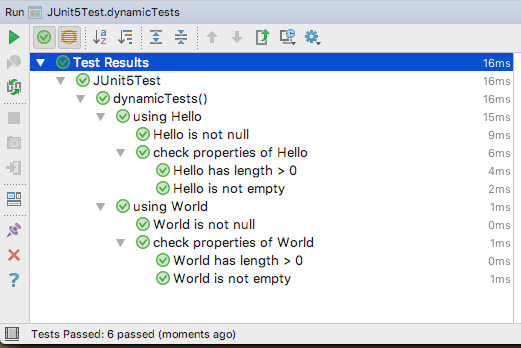 Run JUnit5Test.dynamicTests
Test Results 16ms
JUnit5Test 16ms
dynamicTests() 16ms
using Hello 15ms
Hello is not null 9ms
check properties of Hello 6ms
Hello has length > 0 4ms
Hello is not empty 2ms
using World 1ms
World is not null 0ms
check properties of World 1ms
World has length > 0 0ms
World is not empty 1ms
Tests Passed: 6 passed (moments ago)